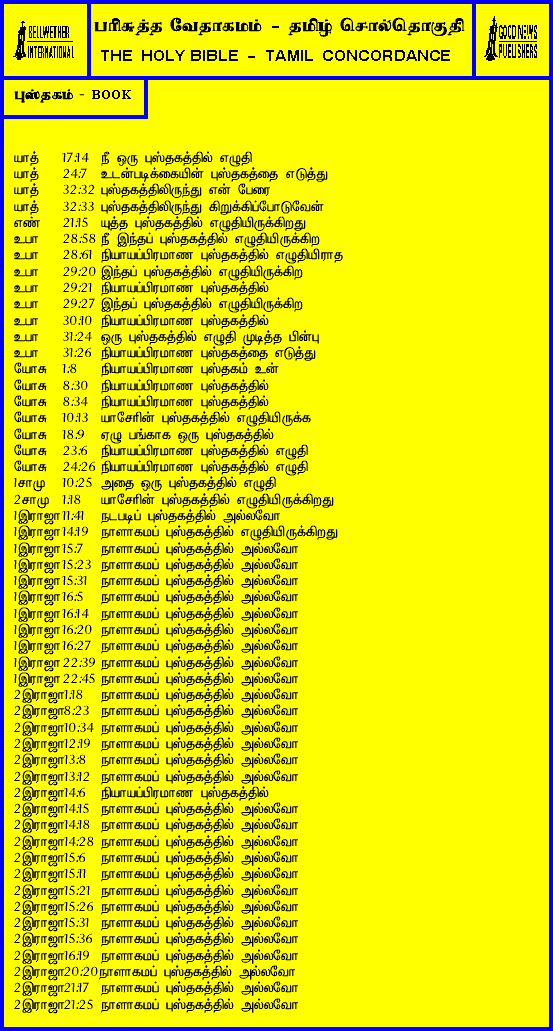 BELLWETHER INTERNATIONAL
பரிசுத்த வேதாகமம் - தமிழ் சொல்தொகுதி
THE HOLY BIBLE - TAMIL CONCORDANCE
GOOD NEWS PUBLISHERS
புஸ்தகம் - BOOK
யாத் 17:14 நீ ஒரு புஸ்தகத்தில் எழுதி
யாத் 24:7 உடன்படிக்கையின் புஸ்தகத்தை எடுத்து
யாத் 32:32 புஸ்தகத்திலிருந்து என் பேரை
யாத் 32:33 புஸ்தகத்திலிருந்து கிறுக்கிப்போடுவேன்
எண் 21:15 யுத்த புஸ்தகத்தில் எழுதியிருக்கிறது
உபா 28:58 நீ இந்தப் புஸ்தகத்தில் எழுதியிருக்கிற
உபா 28:61 நியாயப்பிரமாண புஸ்தகத்தில் எழுதியிராத
உபா 29:20 இந்தப் புஸ்தகத்தில் எழுதியிருக்கிற
உபா 29:21 நியாயப்பிரமாண புஸ்தகத்தில்
உபா 29:27 இந்தப் புஸ்தகத்தில் எழுதியிருக்கிற
உபா 30:10 நியாயப்பிரமாண புஸ்தகத்தில்
உபா 31:24 ஒரு புஸ்தகத்தில் எழுதி முடித்த பின்பு
உபா 31:26 நியாயப்பிரமாண புஸ்தகத்தை எடுத்து
யோசு 1:8 நியாயப்பிரமாண புஸ்தகம் உன்
யோசு 8:30 நியாயப்பிரமாண புஸ்தகத்தில்
யோசு 8:34 நியாயப்பிரமாண புஸ்தகத்தில்
யோசு 10:13 யாசேரின் புஸ்தகத்தில் எழுதியிருக்க
யோசு 18:9 ஏழு பங்காக ஒரு புஸ்தகத்தில்
யோசு 23:6 நியாயப்பிரமாண புஸ்தகத்தில் எழுதி
யோசு 24:26 நியாயப்பிரமாண புஸ்தகத்தில் எழுதி
1சாமு 10:25 அதை ஒரு புஸ்தகத்தில் எழுதி
2சாமு 1:18 யாசேரின் புஸ்தகத்தில் எழுதியிருக்கிறது
1இராஜா11:41 நடபடிப் புஸ்தகத்தில் அல்லவோ
1இராஜா14:19 நாளாகமப் புஸ்தகத்தில் எழுதியிருக்கிறது
1இராஜா15:7 நாளாகமப் புஸ்தகத்தில் அல்லவோ
1இராஜா15:23 நாளாகமப் புஸ்தகத்தில் அல்லவோ
1இராஜா15:31 நாளாகமப் புஸ்தகத்தில் அல்லவோ
1இராஜா16:5 நாளாகமப் புஸ்தகத்தில் அல்லவோ
1இராஜா16:14 நாளாகமப் புஸ்தகத்தில் அல்லவோ
1இராஜா16:20 நாளாகமப் புஸ்தகத்தில் அல்லவோ
1இராஜா16:27 நாளாகமப் புஸ்தகத்தில் அல்லவோ
1இராஜா 22:39 நாளாகமப் புஸ்தகத்தில் அல்லவோ
1இராஜா 22:45 நாளாகமப் புஸ்தகத்தில் அல்லவோ
2இராஜா1:18 நாளாகமப் புஸ்தகத்தில் அல்லவோ
2இராஜா8:23 நாளாகமப் புஸ்தகத்தில் அல்லவோ
2இராஜா10:34 நாளாகமப் புஸ்தகத்தில் அல்லவோ
2இராஜா12:19 நாளாகமப் புஸ்தகத்தில் அல்லவோ
2இராஜா13:8 நாளாகமப் புஸ்தகத்தில் அல்லவோ
2இராஜா13:12 நாளாகமப் புஸ்தகத்தில் அல்லவோ
2இராஜா14:6 நியாயப்பிரமாண புஸ்தகத்தில்
2இராஜா14:15 நாளாகமப் புஸ்தகத்தில் அல்லவோ
2இராஜா14:18 நாளாகமப் புஸ்தகத்தில் அல்லவோ
2இராஜா14:28 நாளாகமப் புஸ்தகத்தில் அல்லவோ
2இராஜா15:6 நாளாகமப் புஸ்தகத்தில் அல்லவோ
2இராஜா15:11 நாளாகமப் புஸ்தகத்தில் அல்லவோ
2இராஜா15:21 நாளாகமப் புஸ்தகத்தில் அல்லவோ
2இராஜா15:26 நாளாகமப் புஸ்தகத்தில் அல்லவோ
2இராஜா15:31 நாளாகமப் புஸ்தகத்தில் அல்லவோ
2இராஜா15:36 நாளாகமப் புஸ்தகத்தில் அல்லவோ
2இராஜா16:19 நாளாகமப் புஸ்தகத்தில் அல்லவோ
2இராஜா20:20நாளாகமப் புஸ்தகத்தில் அல்லவோ
2இராஜா21:17 நாளாகமப் புஸ்தகத்தில் அல்லவோ
2இராஜா21:25 நாளாகமப் புஸ்தகத்தில் அல்லவோ